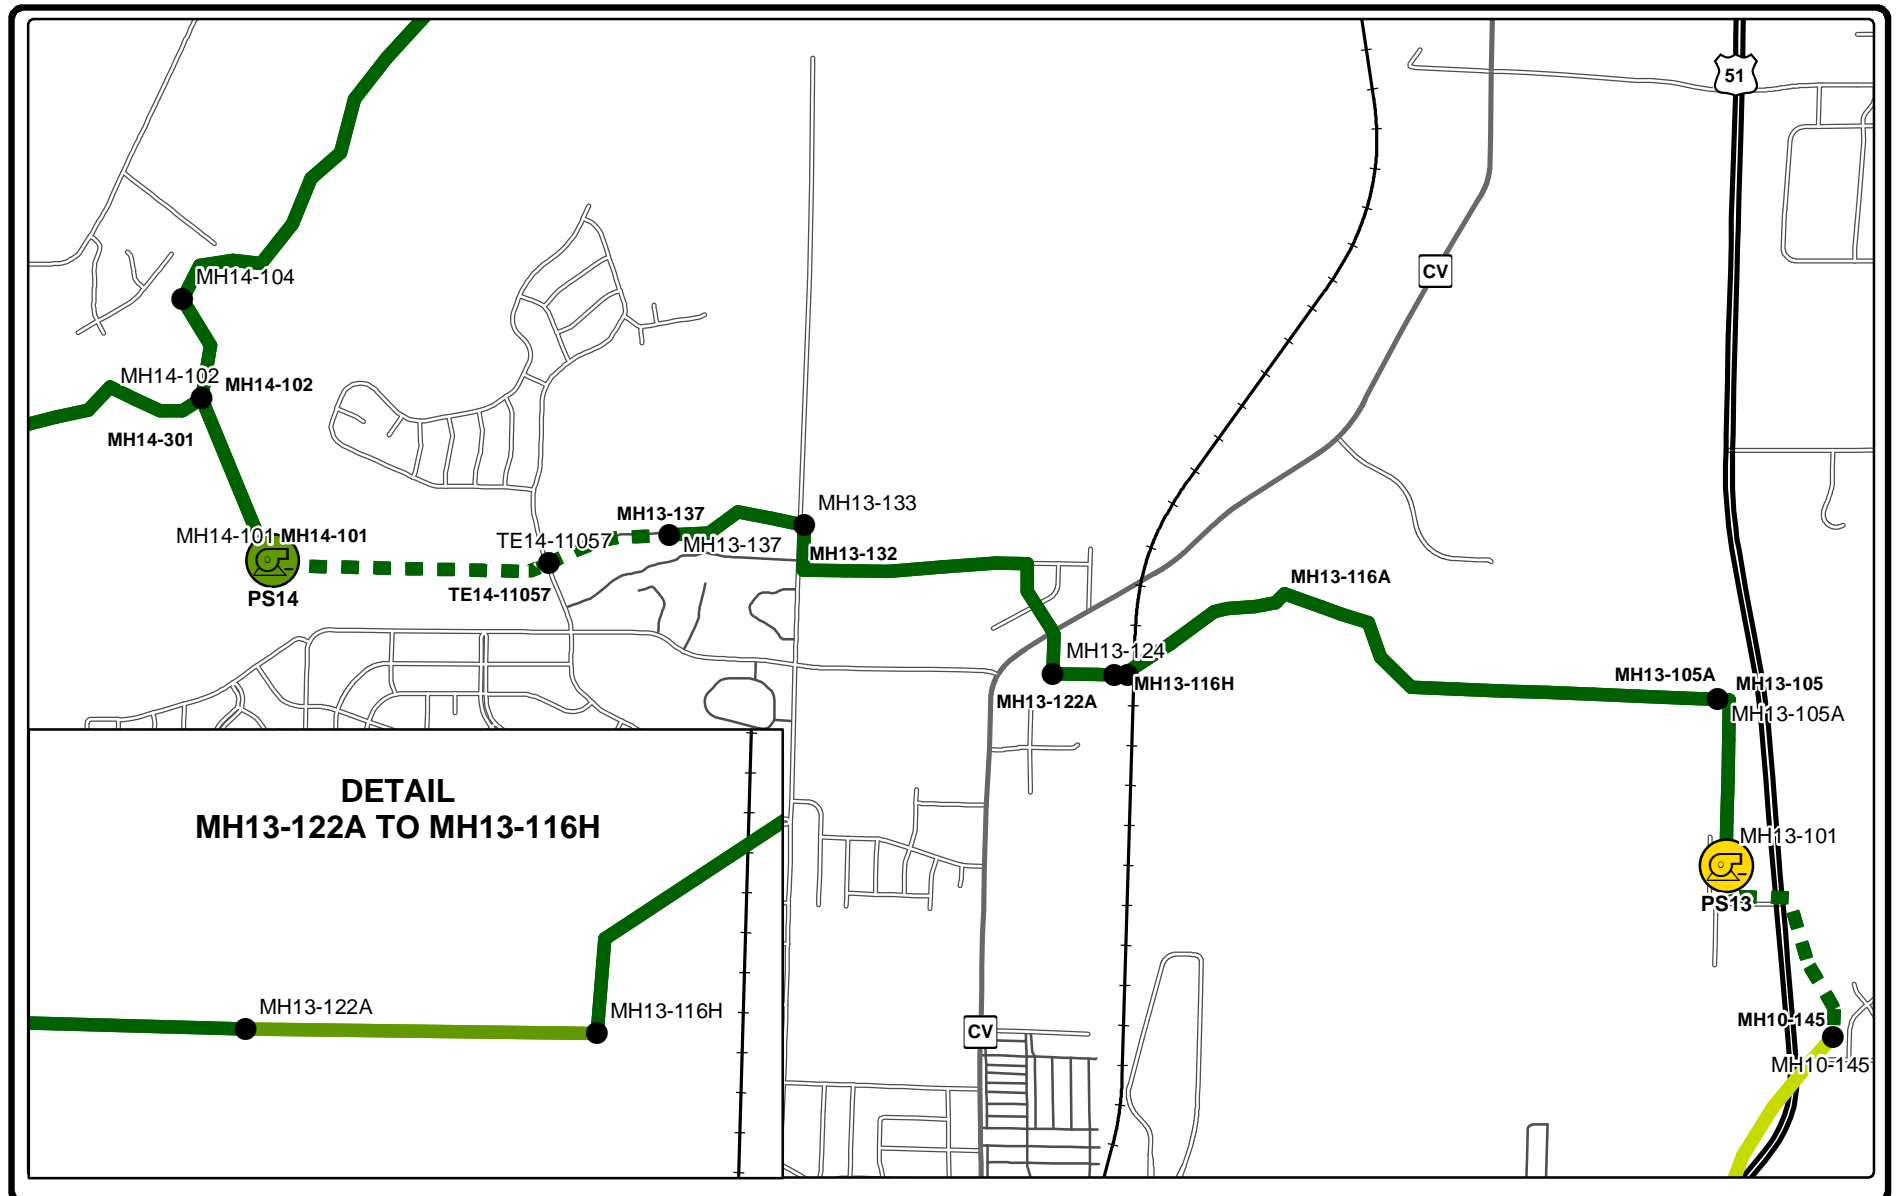 51
CV
MH14-104
MH14-102
MH14-102
MH14-301
MH14-101
MH14-101
PS14
TE14-11057
TE14-11057
MH13-137
MH13-137
MH13-133
MH13-132
MH13-116A
MH13-124
MH13-122A
MH13-116H
MH13-105A
MH13-105
MH13-105A
MH13-101
PS13
MH10-145
MH10-145
CV
DETAIL
MH13-122A TO MH13-116H
MH13-122A
MH13-116H